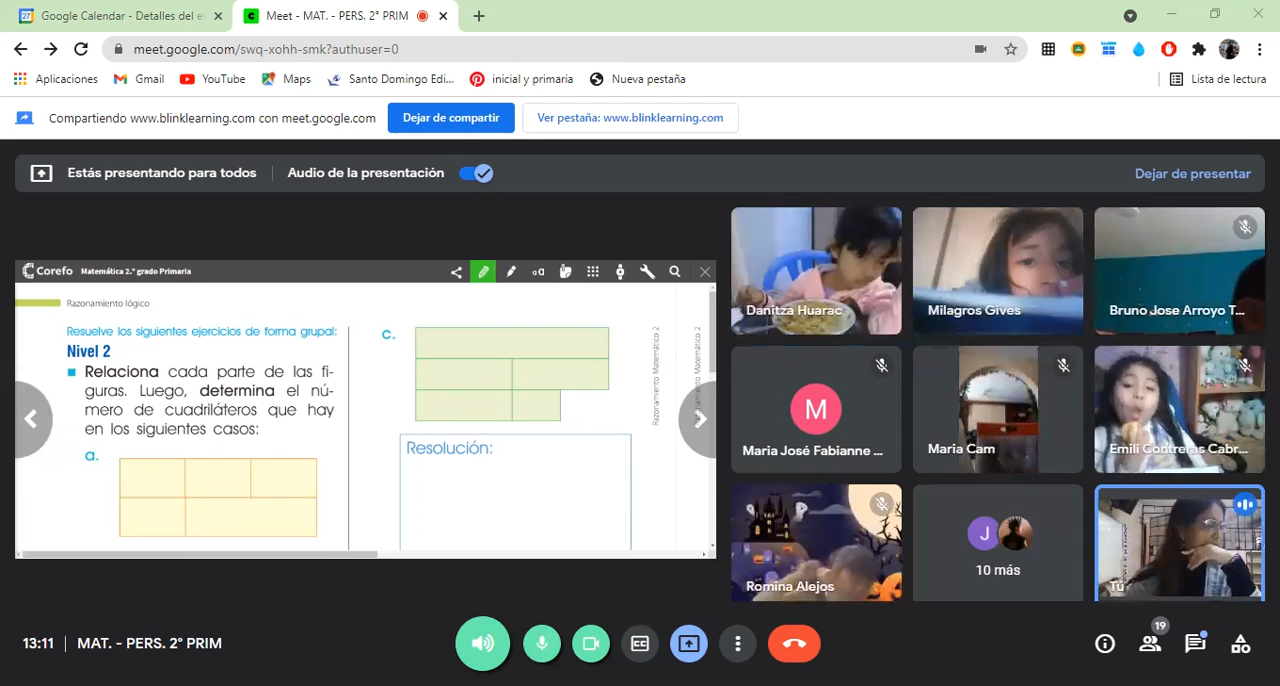 Google Calendar - Detalles del e
Meet - MAT. - PERS. 2° PRIM
meet.google.com/swq-xohh-smk?authuser=0
Aplicaciones
Gmail
YouTube
Maps
Santo Domingo Edi...
inicial y primaria
Nueva pestaña
Lista de lectura
Compartiendo www.blinklearning.com con meet.google.com
Dejar de compartir
Ver pestaña: www.blinklearning.com
Estás presentando para todos
Audio de la presentación
Dejar de presentar
Corefo
Matemática 2.° grado Primaria
aa
Razonamiento lógico
Resuelve los siguientes ejercicios de forma grupal:
Nivel 2
Relaciona cada parte de las fi-
guras. Luego, determina el nú-
mero de cuadriláteros que hay
en los siguientes casos:
a.
c.
Resolución:
Razonamiento Matemático 2
Razonamiento Matemático 2
Danitza Huarac
Milagros Gives
Bruno Jose Arroyo T...
M
Maria José Fabianne ...
Maria Cam
Emili Contreras Cabr...
Romina Alejos
J
10 más
Tú
13:11
MAT. - PERS. 2° PRIM
19